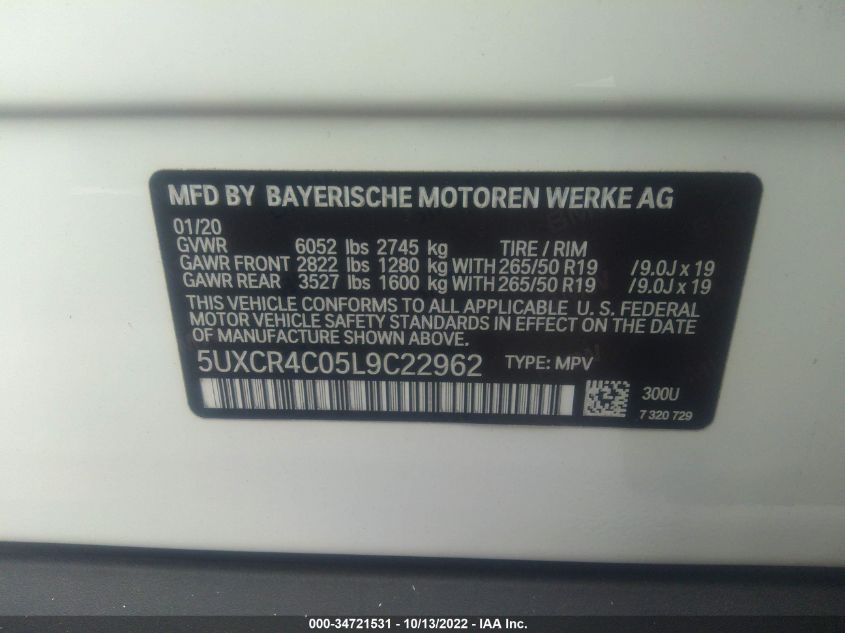 MFD BY BAYERISCHE MOTOREN WERKE AG
01/20
GVWR 6052 lbs 2745 kg TIRE / RIM
GAWR FRONT 2822 lbs 1280 kg WITH 265/50 R19 /9.0J x 19
GAWR REAR 3527 lbs 1600 kg WITH 265/50 R19 /9.0J x 19
THIS VEHICLE CONFORMS TO ALL APPLICABLE U. S. FEDERAL
MOTOR VEHICLE SAFETY STANDARDS IN EFFECT ON THE DATE
OF MANUFACTURE SHOWN ABOVE.
5UXCR4C05L9C22962 TYPE: MPV
300U
7 320 729
000-34721531 - 10/13/2022 - IAA Inc.